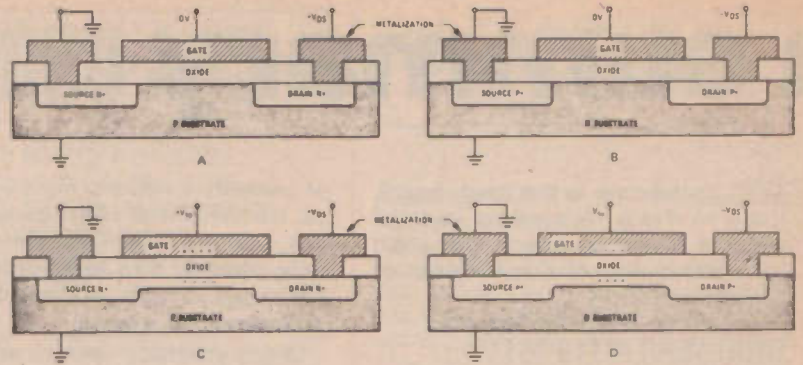 0V +VDS METALIZATION 0V -VDS
GATE GATE
OXIDE OXIDE
SOURCE N+ DRAIN N+ SOURCE P+ DRAIN P+
P SUBSTRATE SUBSTRATE
A B
+VDS METALIZATION -VDS
GATE GATE
OXIDE OXIDE
SOURCE N+ DRAIN N+ SOURCE P+ DRAIN P+
SUBSTRATE SUBSTRATE
C D